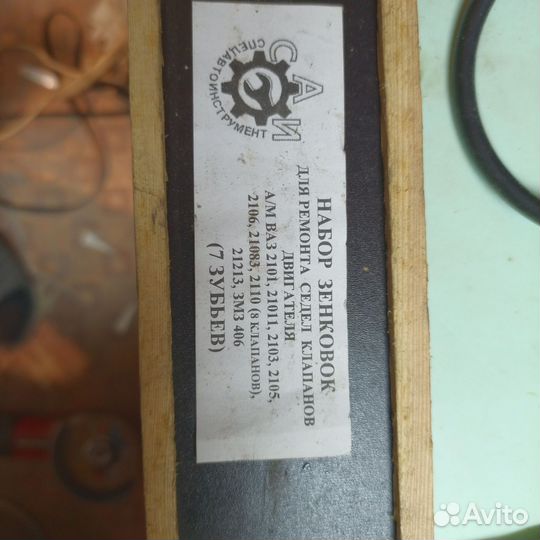 САИ
СПЕЦАВТОИНСТРУМЕНТ
НАБОР ЗЕНКОВОК
ДЛЯ РЕМОНТА СЕДЕЛ КЛАПАНОВ
ДВИГАТЕЛЯ
А/М ВАЗ 2101, 21011, 2103, 2105,
2106, 21083, 2110 (8 КЛАПАНОВ),
21213, ЗМЗ 406
(7 ЗУБЬЕВ)
Avito